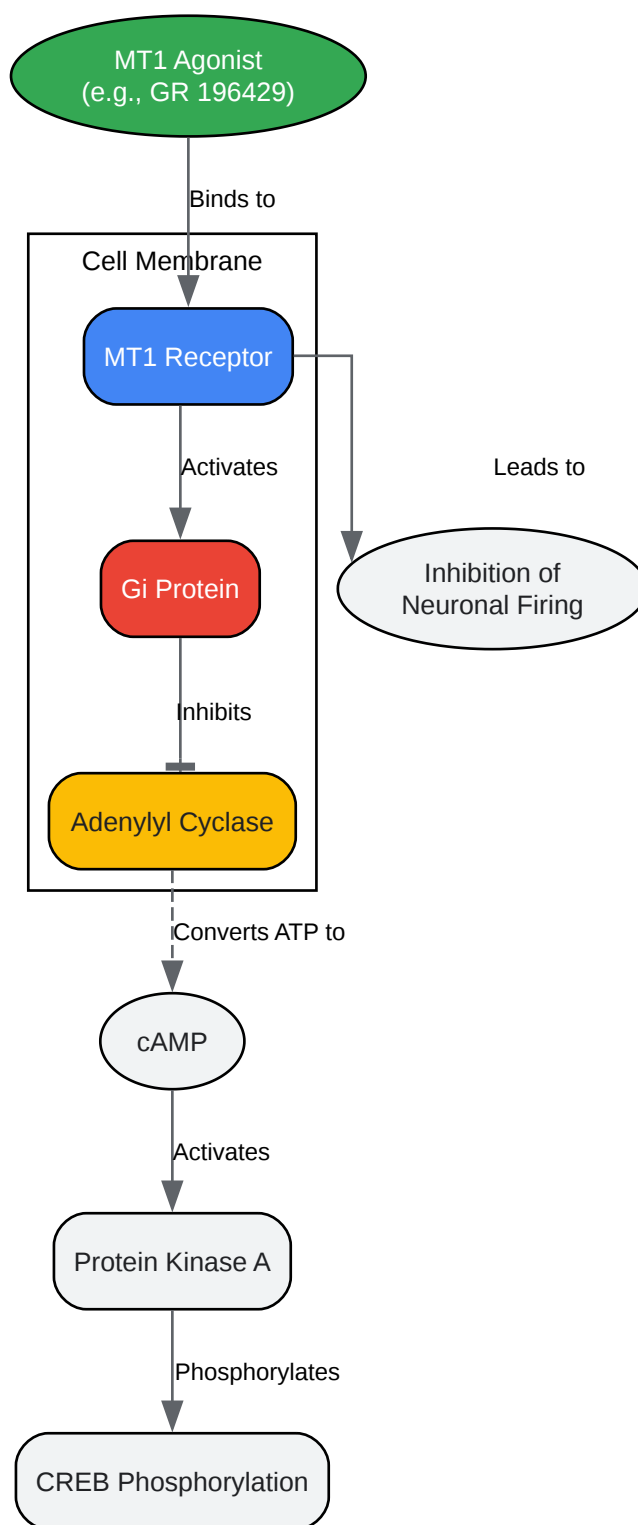 MT1 Agonist
(e.g., GR 196429)
Binds to
Cell Membrane
MT1 Receptor
Activates
Leads to
Gi Protein
Inhibition of
Neuronal Firing
Inhibits
Adenylyl Cyclase
Converts ATP to
cAMP
Activates
Protein Kinase A
Phosphorylates
CREB Phosphorylation